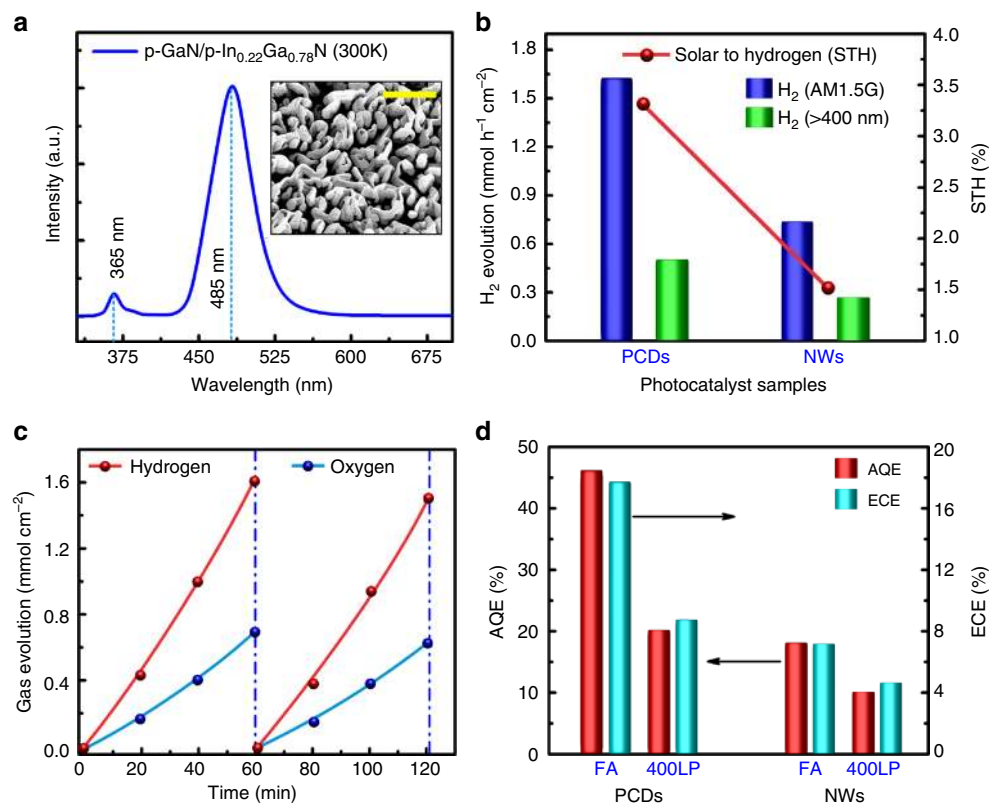 a
p-GaN/p-In0.22Ga0.78N (300K)
365 nm
485 nm
Intensity (a.u.)
375 450 525 600 675
Wavelength (nm)
b
Solar to hydrogen (STH)
H2 (AM1.5G)
H2 (>400 nm)
H2 evolution (mmol h−1 cm−2)
1.8
1.5
1.2
0.9
0.6
0.3
0.0
4.0
3.5
3.0
2.5
2.0
1.5
1.0
STH (%)
PCDs NWs
Photocatalyst samples
c
Hydrogen Oxygen
Gas evolution (mmol cm−2)
1.6
1.2
0.8
0.4
0.0
0 20 40 60 80 100 120
Time (min)
d
AQE
ECE
AQE (%)
50
40
30
20
10
0
20
16
12
8
4
0
ECE (%)
FA 400LP FA 400LP
PCDs NWs